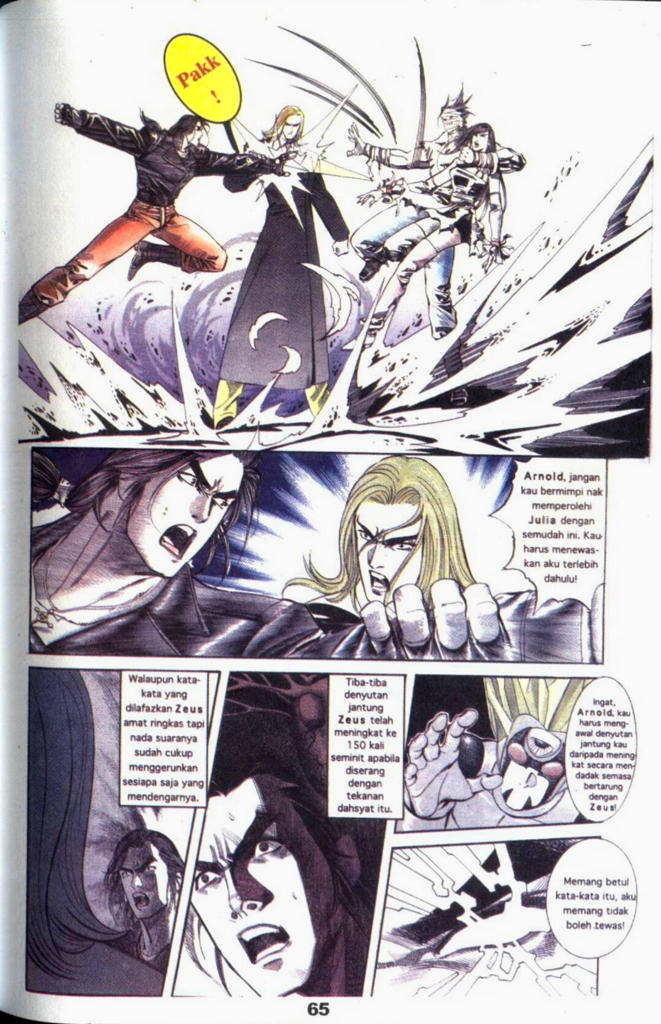 Pakk
!
Arnold, jangan
kau bermimpi nak
memperolehi
Julia dengan
semudah ini. Kau
harus menewas-
kan aku terlebih
dahulu!
Walaupun kata-
kata yang
dilafazkan Zeus
amat ringkas tapi
nada suaranya
sudah cukup
menggerunkan
sesiapa saja yang
mendengarnya.
Tiba-tiba
denyutan
jantung
Zeus telah
meningkat ke
150 kali
seminit apabila
diserang
dengan
tekanan
dahsyat itu.
Ingat,
Arnold, kau
harus meng-
awal denyutan
jantung kau
daripada mening-
kat secara men-
dadak semasa
bertarung
dengan
Zeus!
Memang betul
kata-kata itu, aku
memang tidak
boleh tewas!
65